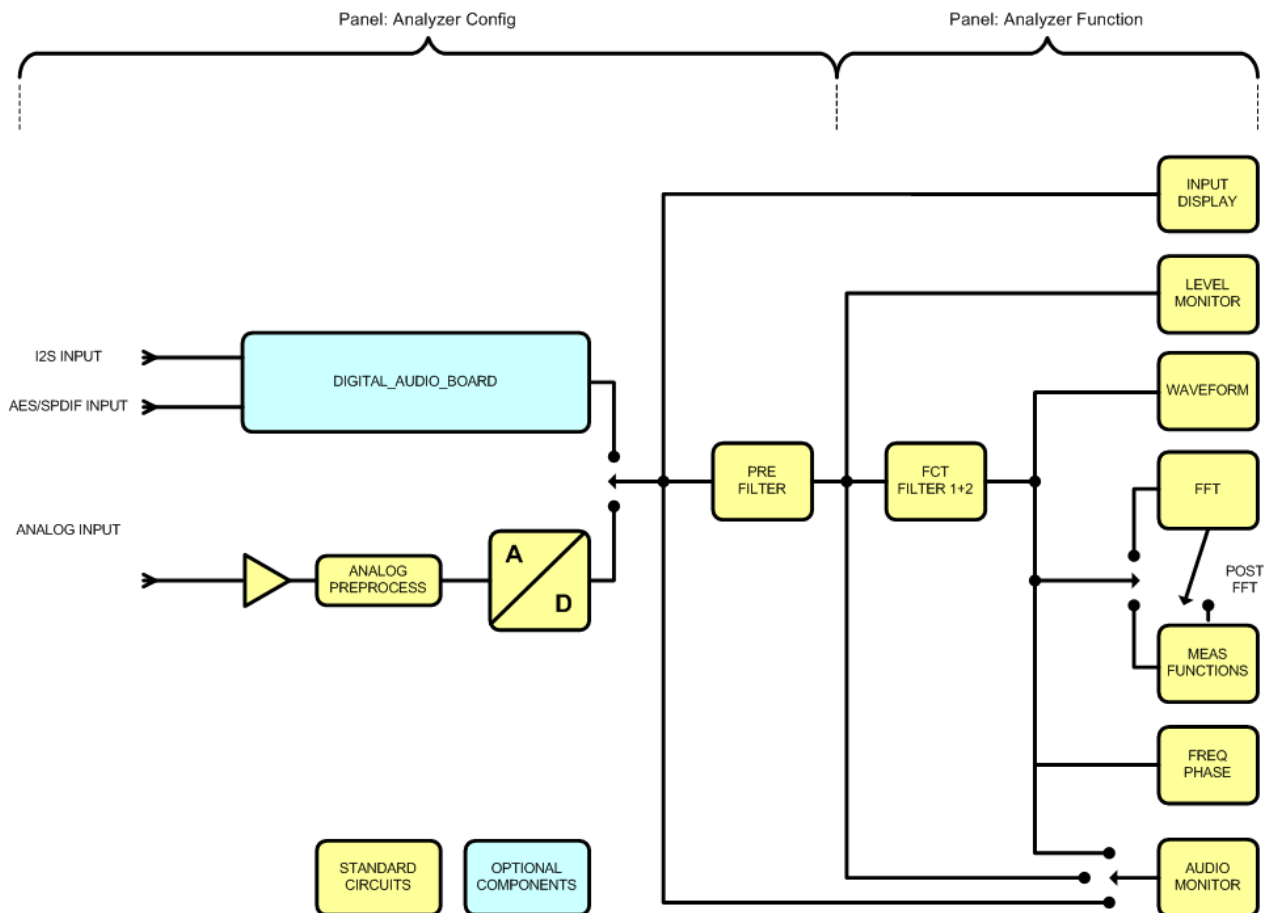 Panel: Analyzer Config
Panel: Analyzer Function
INPUT
DISPLAY
LEVEL
MONITOR
I2S INPUT
DIGITAL_AUDIO_BOARD
AES/SPDIF INPUT
WAVEFORM
PRE
FILTER
FCT
FILTER 1+2
FFT
ANALOG INPUT
ANALOG
PREPROCESS
A
D
POST
FFT
MEAS
FUNCTIONS
FREQ
PHASE
STANDARD
CIRCUITS
OPTIONAL
COMPONENTS
AUDIO
MONITOR